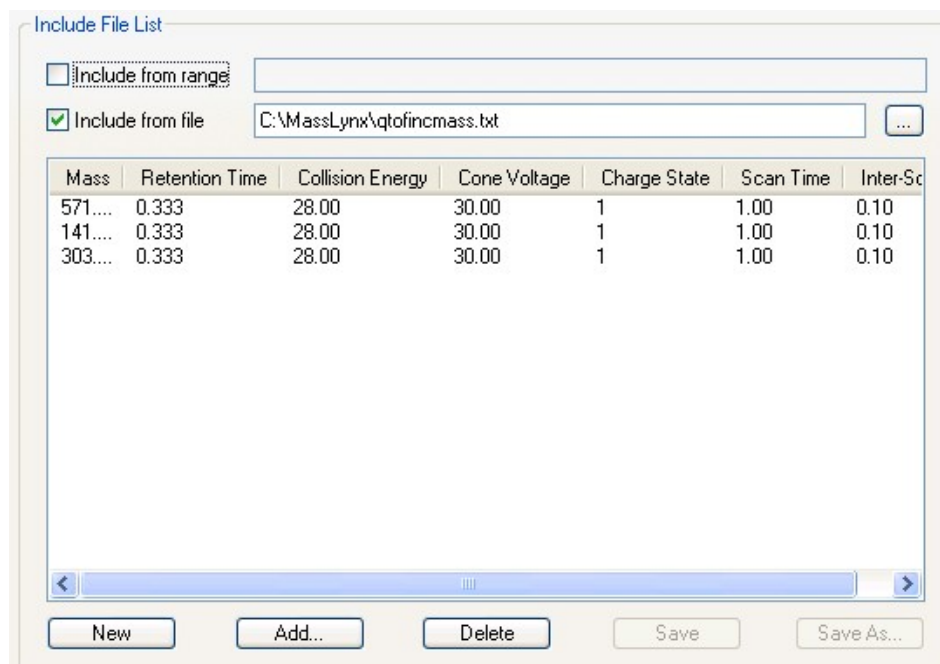 Include File List
Include from range
Include from file C:\MassLynx\qtofincmass.txt ...
Mass Retention Time Collision Energy Cone Voltage Charge State Scan Time Inter-Sc
571.... 0.333 28.00 30.00 1 1.00 0.10
141.... 0.333 28.00 30.00 1 1.00 0.10
303.... 0.333 28.00 30.00 1 1.00 0.10
New Add... Delete Save Save As...